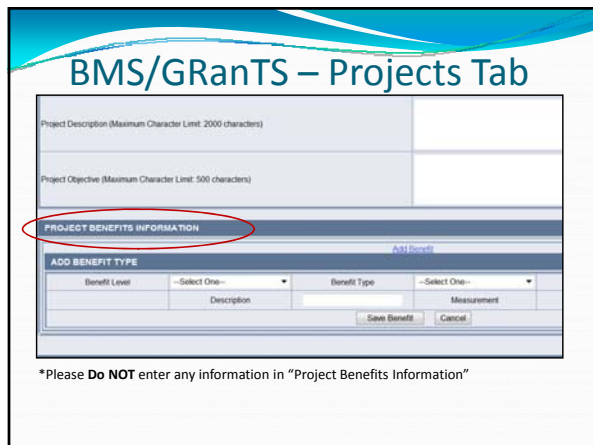 BMS/GRanTS – Projects Tab
Project Description (Maximum Character Limit: 2000 characters)
Project Objective (Maximum Character Limit: 500 characters)
PROJECT BENEFITS INFORMATION
Add Benefit
ADD BENEFIT TYPE
Benefit Level --Select One-- Benefit Type --Select One--
Description Measurement
Save Benefit Cancel
*Please Do NOT enter any information in “Project Benefits Information”